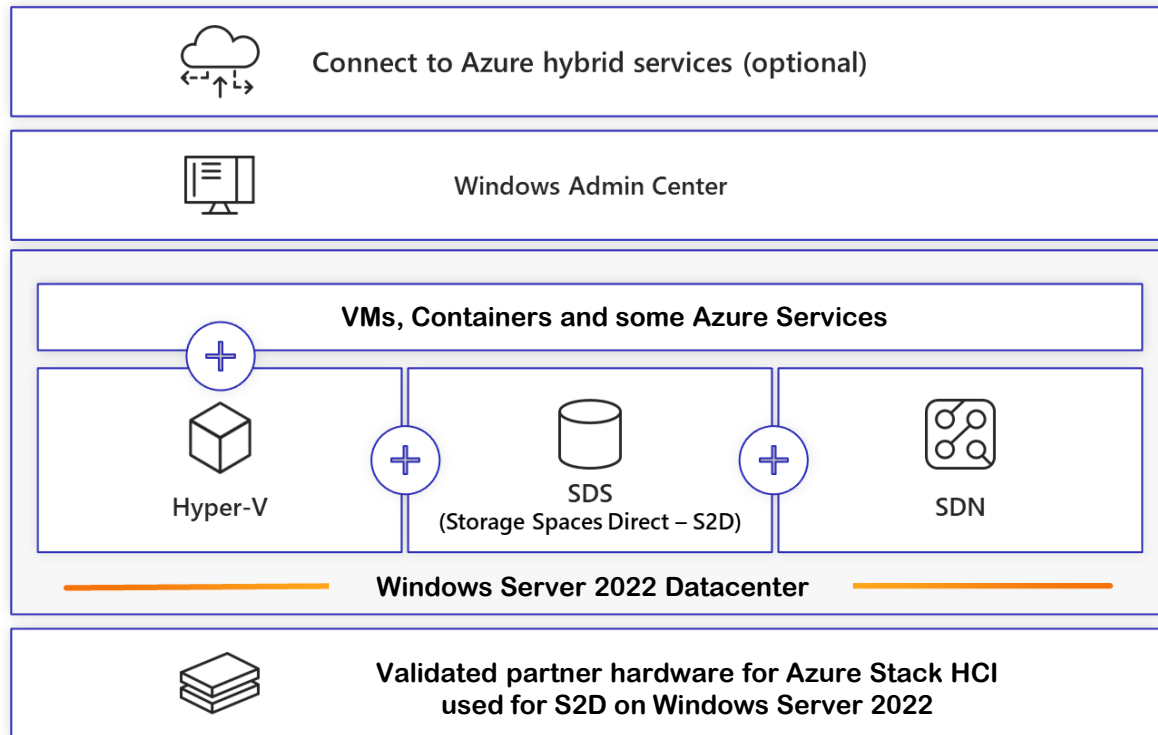 Connect to Azure hybrid services (optional)
Windows Admin Center
VMs, Containers and some Azure Services
Hyper-V
SDS
(Storage Spaces Direct – S2D)
SDN
Windows Server 2022 Datacenter
Validated partner hardware for Azure Stack HCI
used for S2D on Windows Server 2022